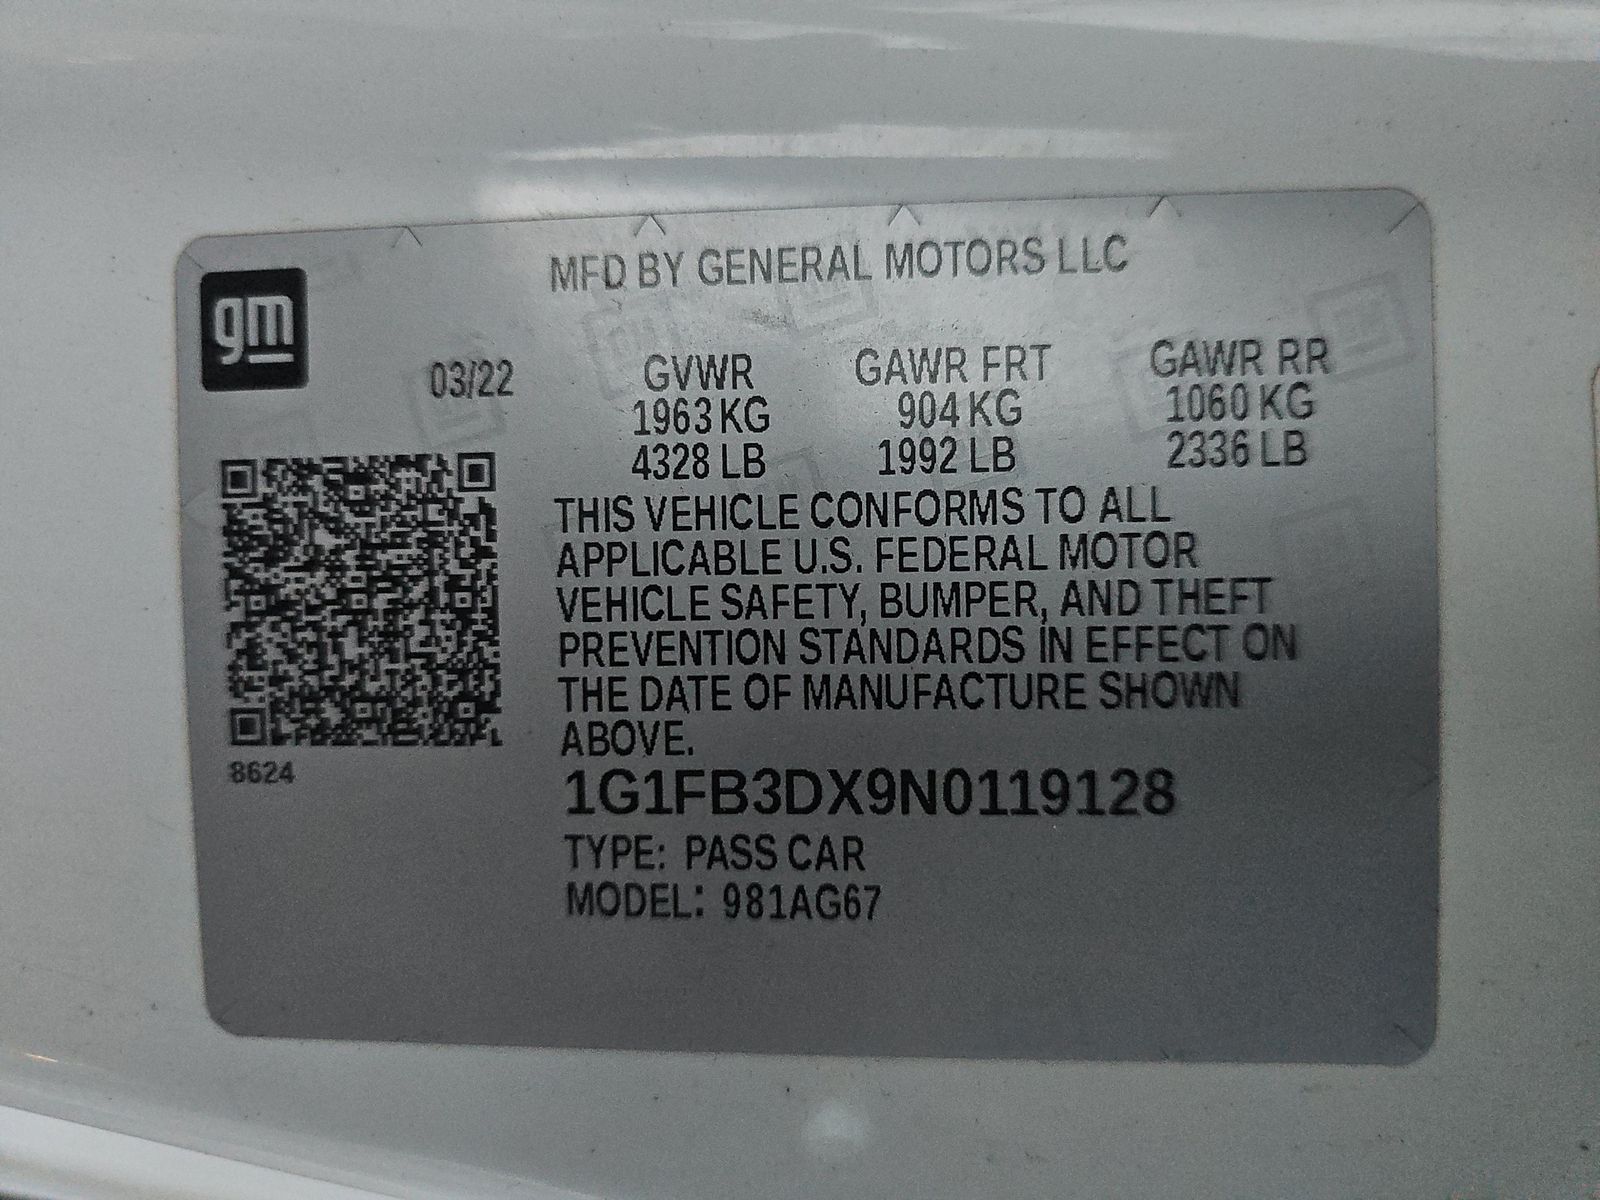 MFD BY GENERAL MOTORS LLC
gm
03/22
GVWR
1963 KG
4328 LB
GAWR FRT
904 KG
1992 LB
GAWR RR
1060 KG
2336 LB
THIS VEHICLE CONFORMS TO ALL
APPLICABLE U.S. FEDERAL MOTOR
VEHICLE SAFETY, BUMPER, AND THEFT
PREVENTION STANDARDS IN EFFECT ON
THE DATE OF MANUFACTURE SHOWN
ABOVE.
8624
1G1FB3DX9N0119128
TYPE: PASS CAR
MODEL: 981AG67